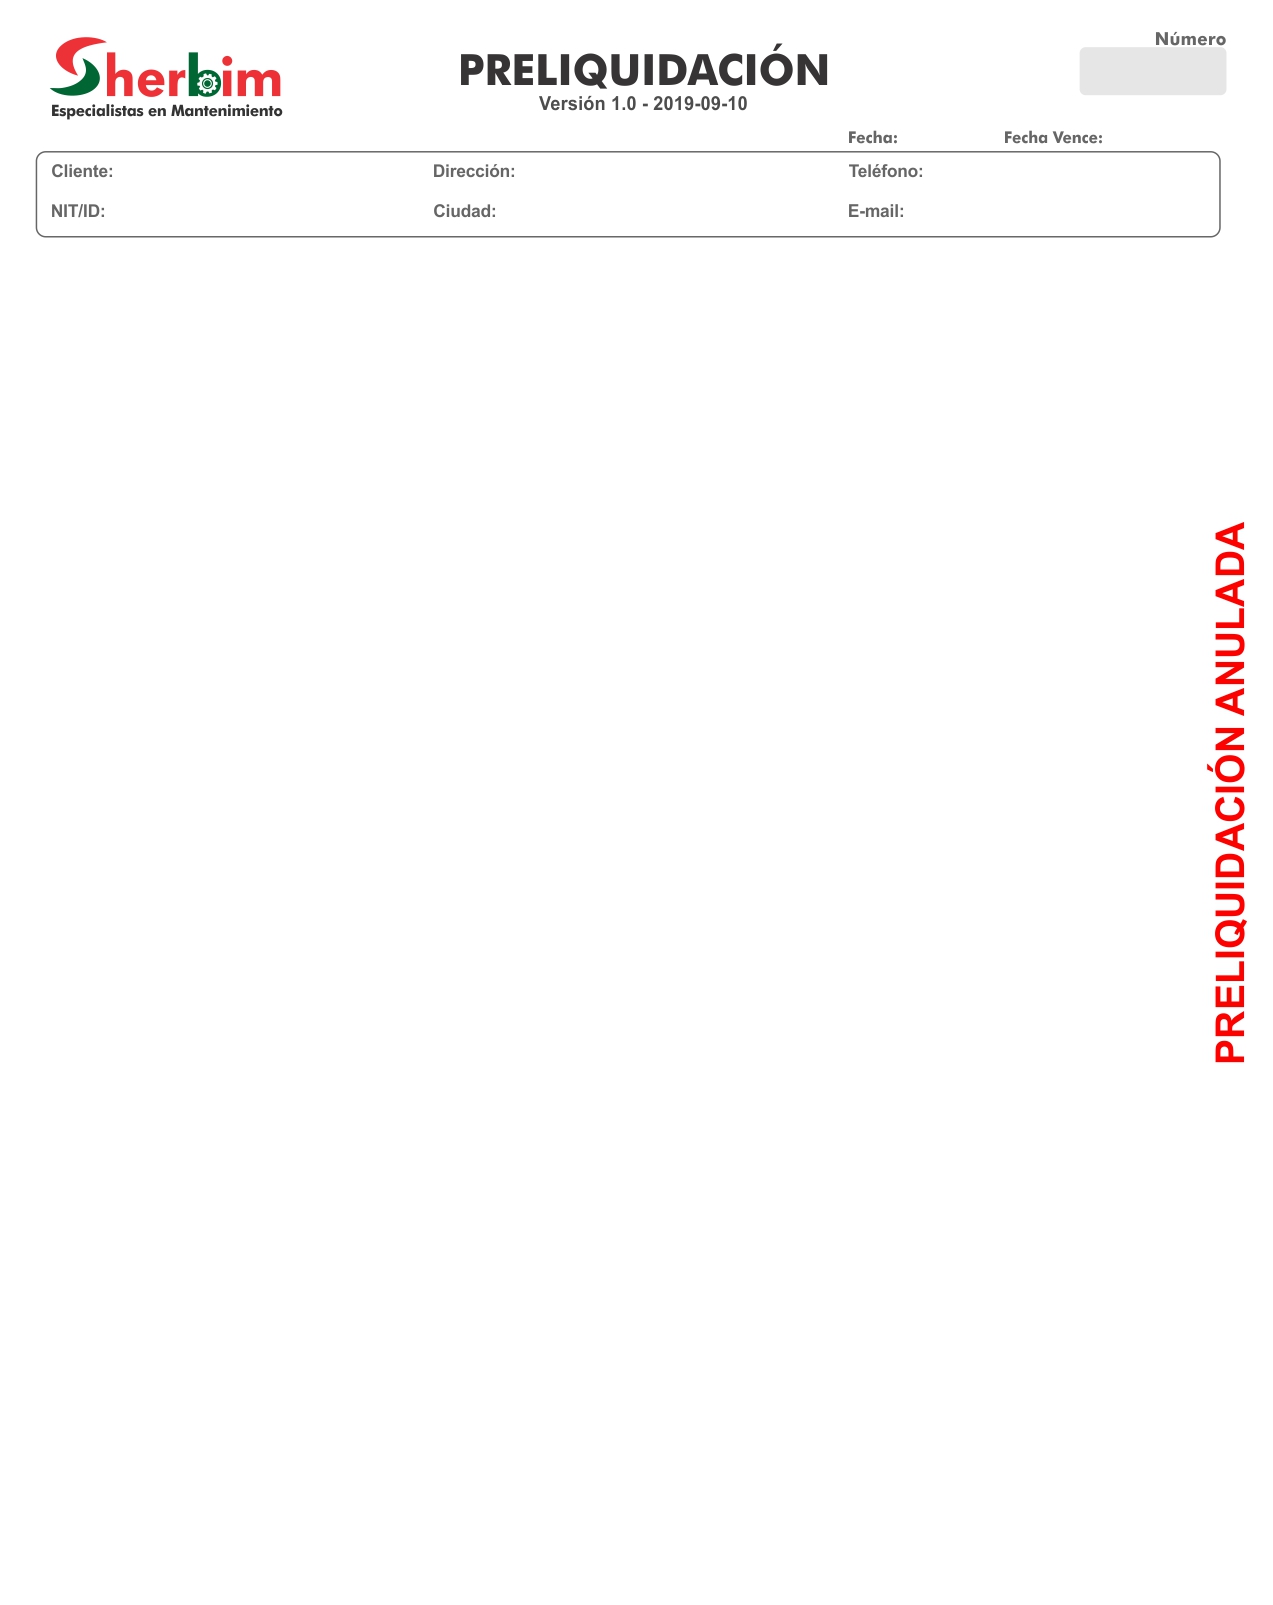 Sherbim
Especialistas en Mantenimiento
PRELIQUIDACIÓN
Versión 1.0 - 2019-09-10
Número
Fecha:
Fecha Vence:
Cliente:
Dirección:
Teléfono:
NIT/ID:
Ciudad:
E-mail:
PRELIQUIDACIÓN ANULADA